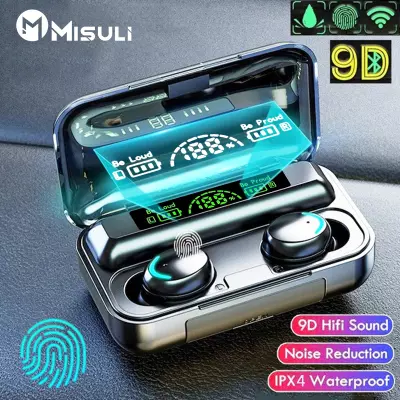 MISULI
9D
Be Loud
188
%
Be Proud
L
R
Be Loud
188
%
Be Proud
9D Hifi Sound
Noise Reduction
IPX4 Waterproof